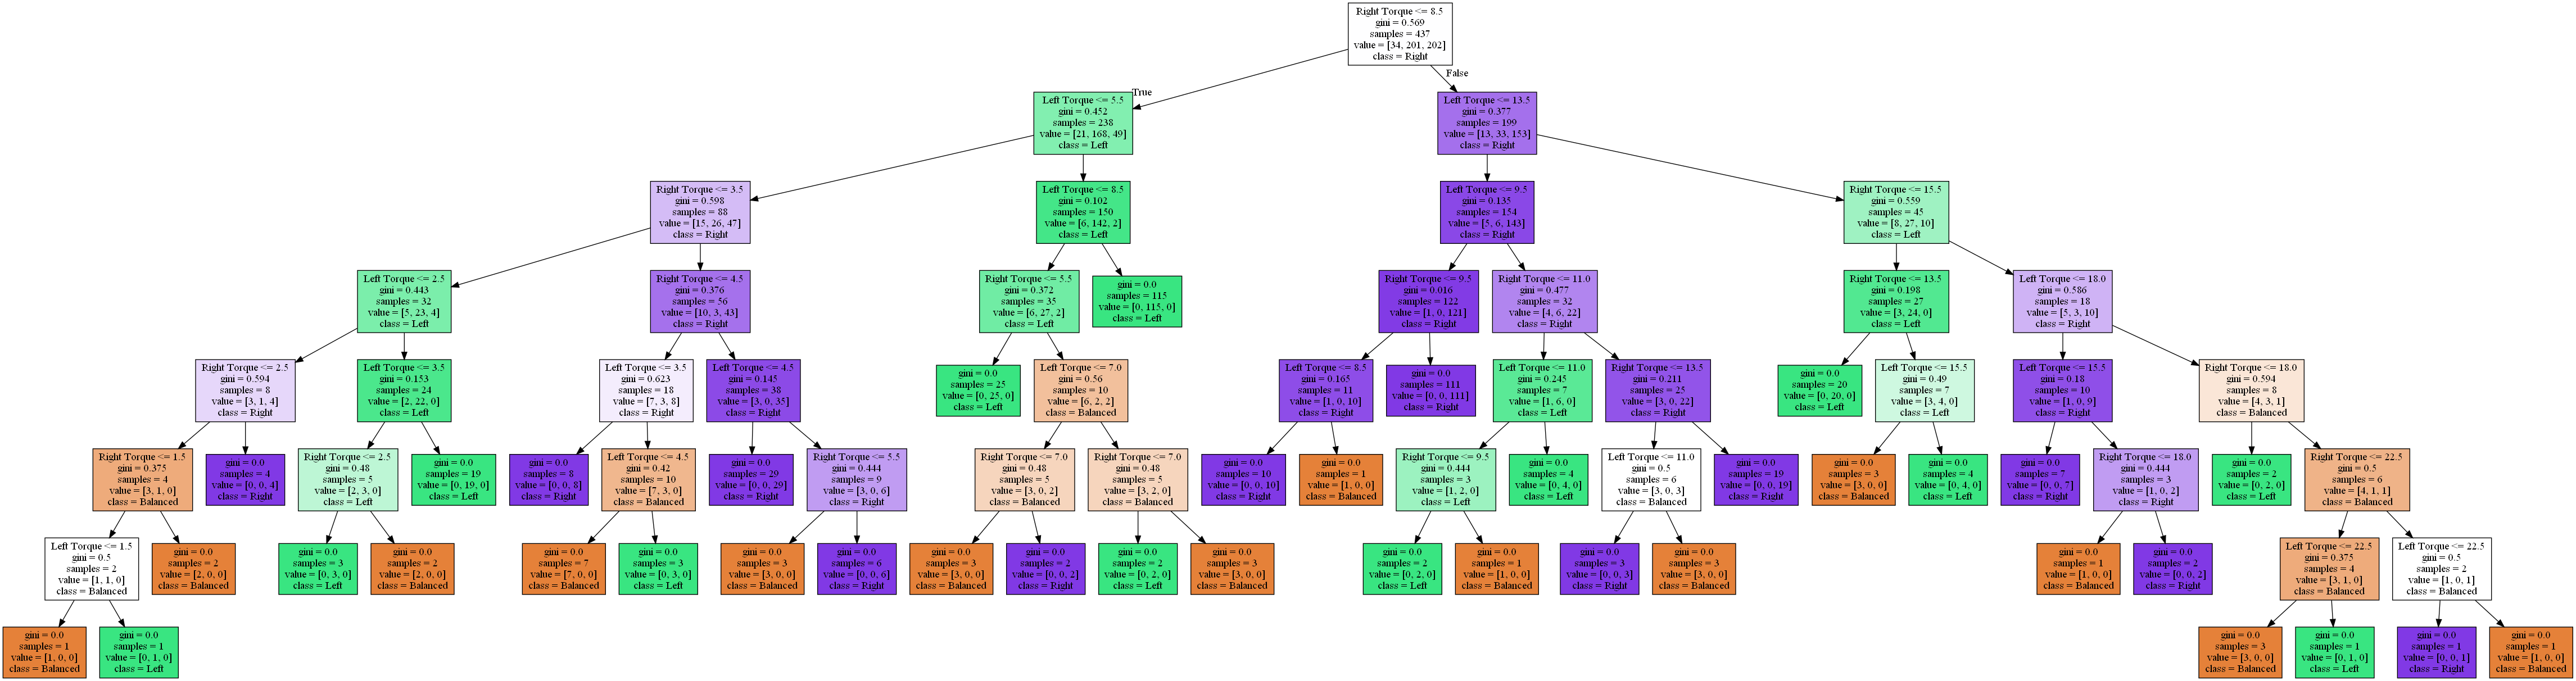 Right Torque <= 8.5
gini = 0.569
samples = 437
value = [34, 201, 202]
class = Right
True
False
Left Torque <= 5.5
gini = 0.452
samples = 238
value = [21, 168, 49]
class = Left
Left Torque <= 13.5
gini = 0.377
samples = 199
value = [13, 33, 153]
class = Right
Right Torque <= 3.5
gini = 0.598
samples = 88
value = [15, 26, 47]
class = Right
Left Torque <= 8.5
gini = 0.102
samples = 150
value = [6, 142, 2]
class = Left
Left Torque <= 9.5
gini = 0.135
samples = 154
value = [5, 6, 143]
class = Right
Right Torque <= 15.5
gini = 0.559
samples = 45
value = [8, 27, 10]
class = Left
Left Torque <= 2.5
gini = 0.443
samples = 32
value = [5, 23, 4]
class = Left
Right Torque <= 4.5
gini = 0.376
samples = 56
value = [10, 3, 43]
class = Right
Right Torque <= 5.5
gini = 0.372
samples = 35
value = [6, 27, 2]
class = Left
gini = 0.0
samples = 115
value = [0, 115, 0]
class = Left
Right Torque <= 9.5
gini = 0.016
samples = 122
value = [1, 0, 121]
class = Right
Right Torque <= 11.0
gini = 0.477
samples = 32
value = [4, 6, 22]
class = Right
Right Torque <= 13.5
gini = 0.198
samples = 27
value = [3, 24, 0]
class = Left
Left Torque <= 18.0
gini = 0.586
samples = 18
value = [5, 3, 10]
class = Right
Right Torque <= 2.5
gini = 0.594
samples = 8
value = [3, 1, 4]
class = Right
Left Torque <= 3.5
gini = 0.153
samples = 24
value = [2, 22, 0]
class = Left
Left Torque <= 3.5
gini = 0.623
samples = 18
value = [7, 3, 8]
class = Right
Left Torque <= 4.5
gini = 0.145
samples = 38
value = [3, 0, 35]
class = Right
gini = 0.0
samples = 25
value = [0, 25, 0]
class = Left
Left Torque <= 7.0
gini = 0.56
samples = 10
value = [6, 2, 2]
class = Balanced
Left Torque <= 8.5
gini = 0.165
samples = 11
value = [1, 0, 10]
class = Right
gini = 0.0
samples = 111
value = [0, 0, 111]
class = Right
Left Torque <= 11.0
gini = 0.245
samples = 7
value = [1, 6, 0]
class = Left
Right Torque <= 13.5
gini = 0.211
samples = 25
value = [3, 0, 22]
class = Right
gini = 0.0
samples = 20
value = [0, 20, 0]
class = Left
Left Torque <= 15.5
gini = 0.49
samples = 7
value = [3, 4, 0]
class = Left
Left Torque <= 15.5
gini = 0.18
samples = 10
value = [1, 0, 9]
class = Right
Right Torque <= 18.0
gini = 0.594
samples = 8
value = [4, 3, 1]
class = Balanced
Right Torque <= 1.5
gini = 0.375
samples = 4
value = [3, 1, 0]
class = Balanced
gini = 0.0
samples = 4
value = [0, 0, 4]
class = Right
Right Torque <= 2.5
gini = 0.48
samples = 5
value = [2, 3, 0]
class = Left
gini = 0.0
samples = 19
value = [0, 19, 0]
class = Left
gini = 0.0
samples = 8
value = [0, 0, 8]
class = Right
Left Torque <= 4.5
gini = 0.42
samples = 10
value = [7, 3, 0]
class = Balanced
gini = 0.0
samples = 29
value = [0, 0, 29]
class = Right
Right Torque <= 5.5
gini = 0.444
samples = 9
value = [3, 0, 6]
class = Right
Right Torque <= 7.0
gini = 0.48
samples = 5
value = [3, 0, 2]
class = Balanced
Right Torque <= 7.0
gini = 0.48
samples = 5
value = [3, 2, 0]
class = Balanced
gini = 0.0
samples = 10
value = [0, 0, 10]
class = Right
gini = 0.0
samples = 1
value = [1, 0, 0]
class = Balanced
Right Torque <= 9.5
gini = 0.444
samples = 3
value = [1, 2, 0]
class = Left
gini = 0.0
samples = 4
value = [0, 4, 0]
class = Left
Left Torque <= 11.0
gini = 0.5
samples = 6
value = [3, 0, 3]
class = Balanced
gini = 0.0
samples = 19
value = [0, 0, 19]
class = Right
gini = 0.0
samples = 3
value = [3, 0, 0]
class = Balanced
gini = 0.0
samples = 4
value = [0, 4, 0]
class = Left
gini = 0.0
samples = 7
value = [0, 0, 7]
class = Right
Right Torque <= 18.0
gini = 0.444
samples = 3
value = [1, 0, 2]
class = Right
gini = 0.0
samples = 2
value = [0, 2, 0]
class = Left
Right Torque <= 22.5
gini = 0.5
samples = 6
value = [4, 1, 1]
class = Balanced
Left Torque <= 1.5
gini = 0.5
samples = 2
value = [1, 1, 0]
class = Balanced
gini = 0.0
samples = 2
value = [2, 0, 0]
class = Balanced
gini = 0.0
samples = 3
value = [0, 3, 0]
class = Left
gini = 0.0
samples = 2
value = [2, 0, 0]
class = Balanced
gini = 0.0
samples = 7
value = [7, 0, 0]
class = Balanced
gini = 0.0
samples = 3
value = [0, 3, 0]
class = Left
gini = 0.0
samples = 3
value = [3, 0, 0]
class = Balanced
gini = 0.0
samples = 6
value = [0, 0, 6]
class = Right
gini = 0.0
samples = 3
value = [3, 0, 0]
class = Balanced
gini = 0.0
samples = 2
value = [0, 0, 2]
class = Right
gini = 0.0
samples = 2
value = [0, 2, 0]
class = Left
gini = 0.0
samples = 3
value = [3, 0, 0]
class = Balanced
gini = 0.0
samples = 2
value = [0, 2, 0]
class = Left
gini = 0.0
samples = 1
value = [1, 0, 0]
class = Balanced
gini = 0.0
samples = 3
value = [0, 0, 3]
class = Right
gini = 0.0
samples = 3
value = [3, 0, 0]
class = Balanced
gini = 0.0
samples = 1
value = [1, 0, 0]
class = Balanced
gini = 0.0
samples = 2
value = [0, 0, 2]
class = Right
Left Torque <= 22.5
gini = 0.375
samples = 4
value = [3, 1, 0]
class = Balanced
Left Torque <= 22.5
gini = 0.5
samples = 2
value = [1, 0, 1]
class = Balanced
gini = 0.0
samples = 1
value = [1, 0, 0]
class = Balanced
gini = 0.0
samples = 1
value = [0, 1, 0]
class = Left
gini = 0.0
samples = 3
value = [3, 0, 0]
class = Balanced
gini = 0.0
samples = 1
value = [0, 1, 0]
class = Left
gini = 0.0
samples = 1
value = [0, 0, 1]
class = Right
gini = 0.0
samples = 1
value = [1, 0, 0]
class = Balanced